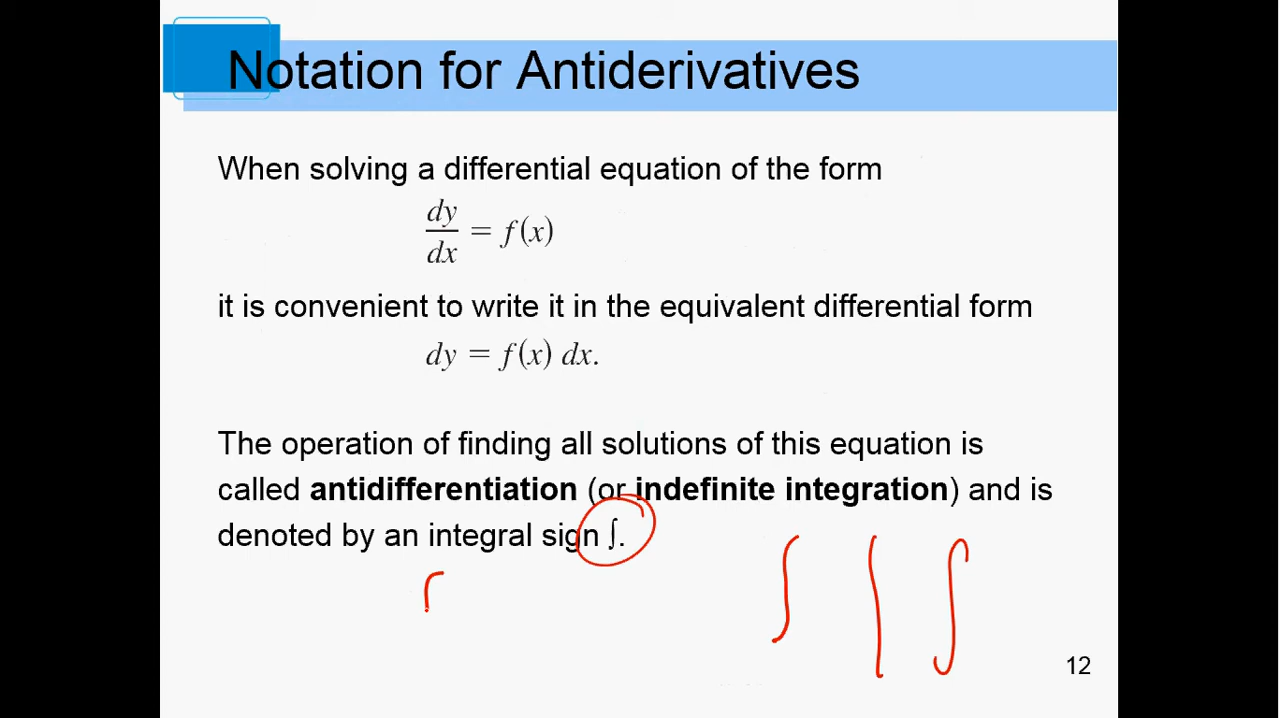 Notation for Antiderivatives
When solving a differential equation of the form
dy/dx = f(x)
it is convenient to write it in the equivalent differential form
dy = f(x) dx.
The operation of finding all solutions of this equation is
called antidifferentiation (or indefinite integration) and is
denoted by an integral sign ∫.
∫ ∫ ∫
12